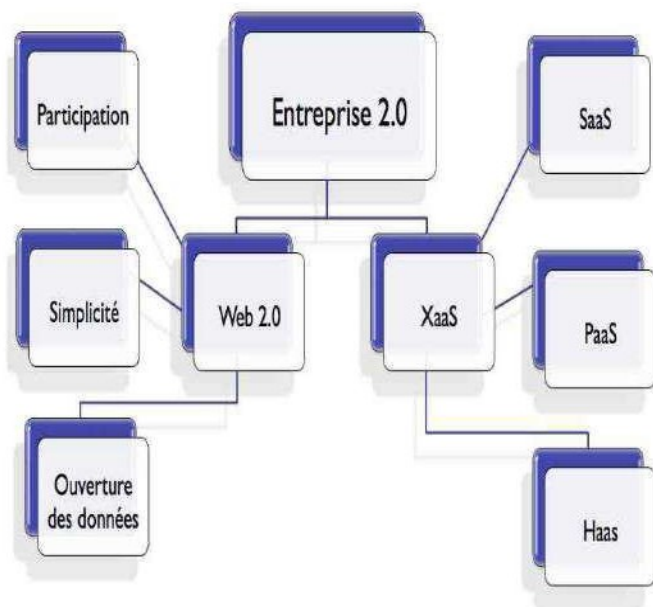 Entreprise 2.0
Participation
SaaS
Simplicité
Web 2.0
XaaS
PaaS
Ouverture
des données
Haas